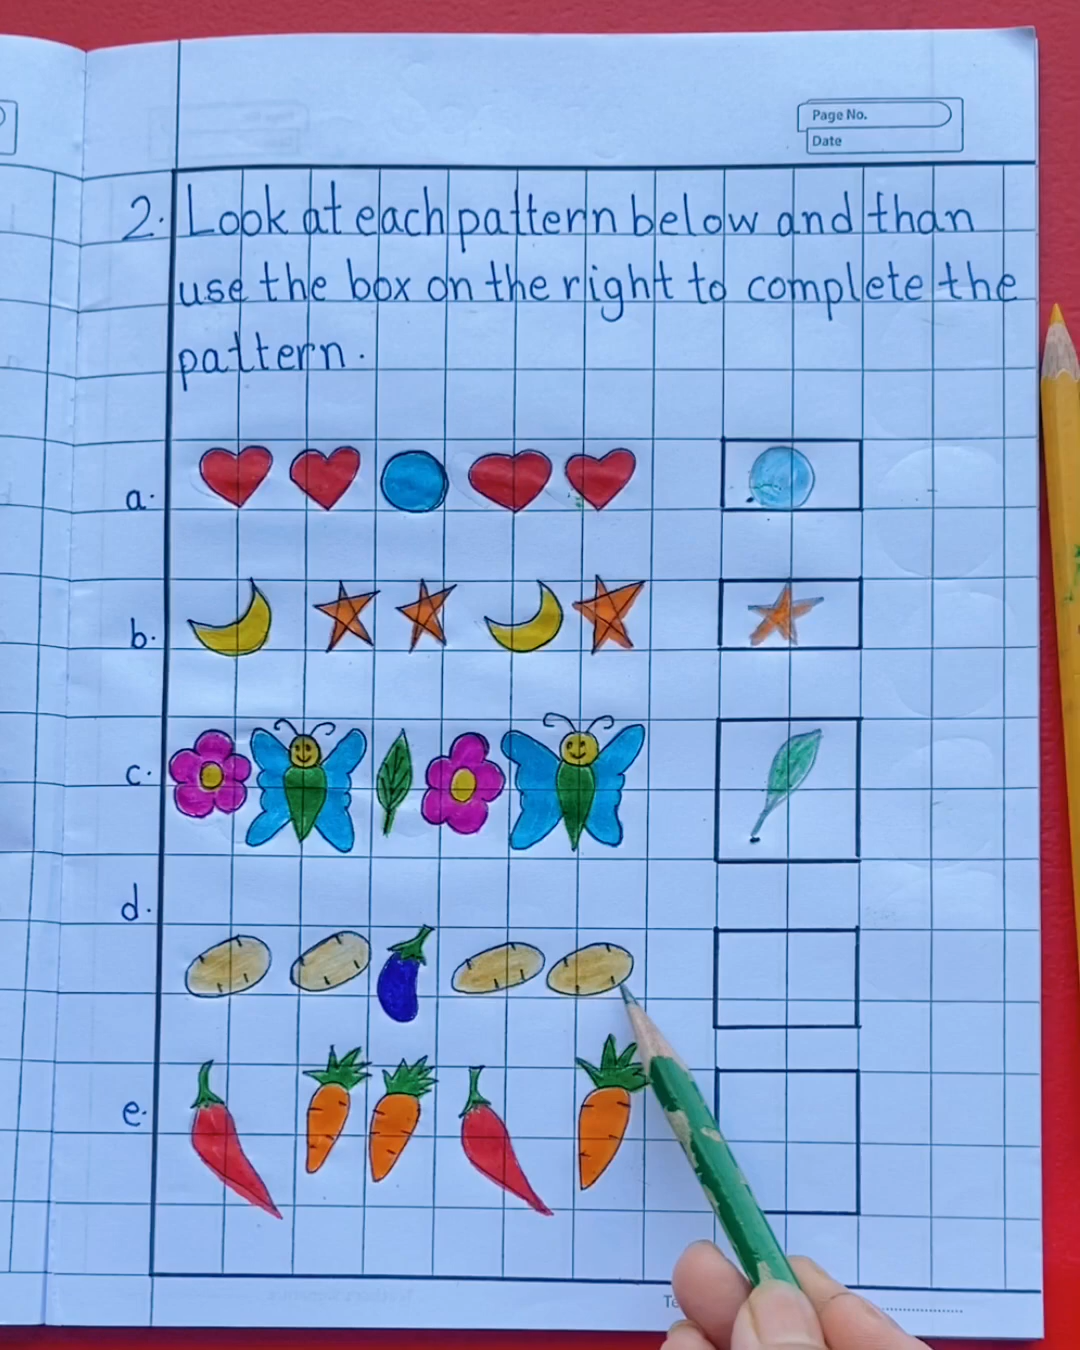 Page No.
Date
2. Look at each pattern below and than
use the box on the right to complete the
pattern.
a.
b.
c.
d.
e.